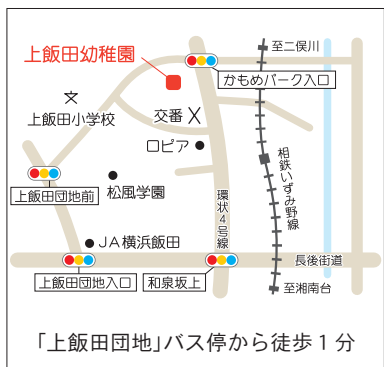 至二俣川
上飯田幼稚園
かもめパーク入口
上飯田小学校
交番
ロピア
相鉄いずみ野線
上飯田団地前
松風学園
環状4号線
JA横浜飯田
長後街道
上飯田団地入口
和泉坂上
至湘南台
「上飯田団地」バス停から徒歩1分